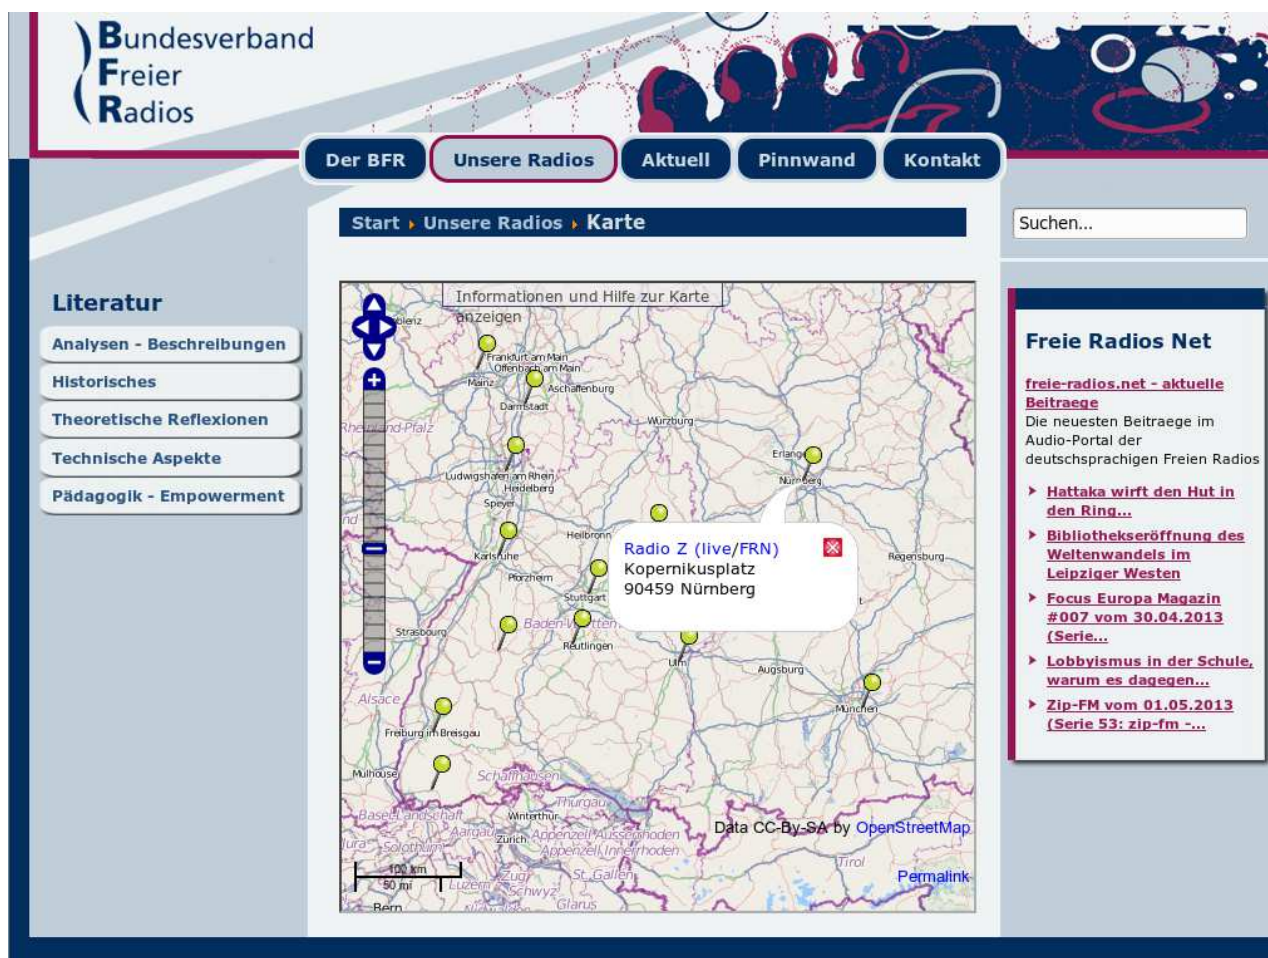 Bundesverband
Freier
Radios
Der BFR
Unsere Radios
Aktuell
Pinnwand
Kontakt
Start
Unsere Radios
Karte
Suchen...
Literatur
Analysen - Beschreibungen
Historisches
Theoretische Reflexionen
Technische Aspekte
Pädagogik - Empowerment
Informationen und Hilfe zur Karte
anzeigen
Frankfurt am Main
Offenbach am Main
Mainz
Aschaffenburg
Darmstadt
Rheinland-Pfalz
Würzburg
Erlangen
Nürnberg
Ludwigshafen am Rhein
Heidelberg
Speyer
Heilbronn
Karlsruhe
Pforzheim
Regensburg
Stuttgart
Strasbourg
Reutlingen
Ulm
Augsburg
Alsace
München
Freiburg im Breisgau
Mulhouse
Schaffhausen
Thurgau
Basel-Landschaft
Winterthur
Aargau
Zürich
Appenzell Ausserrhoden
Solothurn
Appenzell Innerrhoden
Tirol
Zug
St. Gallen
Luzern
Schwyz
Glarus
Bern
Radio Z (live/FRN)
Kopernikusplatz
90459 Nürnberg
Data CC-By-SA by OpenStreetMap
Permalink
100 km
50 mi
Freie Radios Net
freie-radios.net - aktuelle
Beitraege
Die neuesten Beitraege im
Audio-Portal der
deutschsprachigen Freien Radios
Hattaka wirft den Hut in
den Ring...
Bibliothekseröffnung des
Weltenwandels im
Leipziger Westen
Focus Europa Magazin
#007 vom 30.04.2013
(Serie...
Lobbyismus in der Schule,
warum es dagegen...
Zip-FM vom 01.05.2013
(Serie 53: zip-fm -...